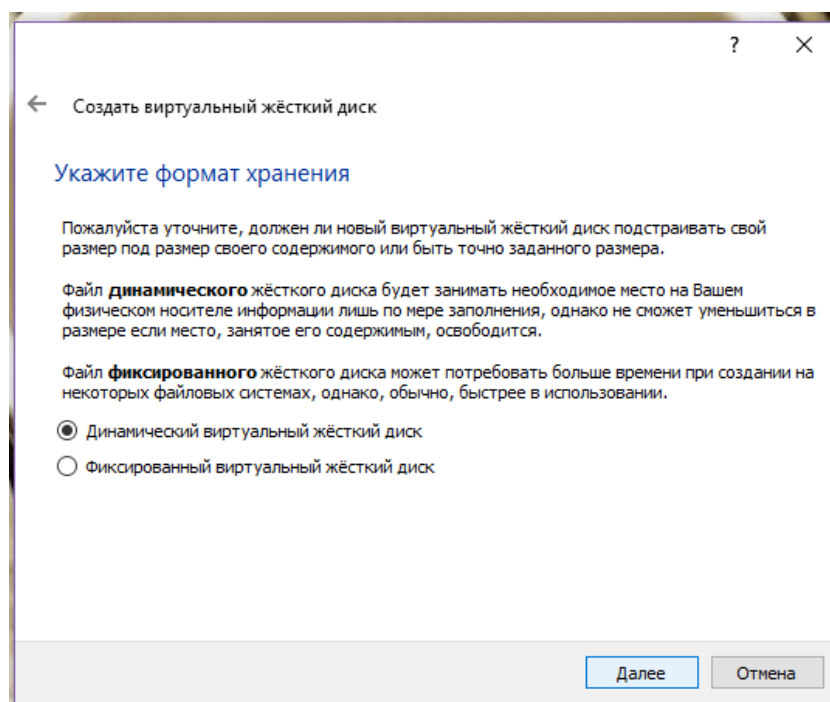 ?
Создать виртуальный жёсткий диск
Укажите формат хранения
Пожалуйста уточните, должен ли новый виртуальный жёсткий диск подстраивать свой
размер под размер своего содержимого или быть точно заданного размера.
Файл динамического жёсткого диска будет занимать необходимое место на Вашем
физическом носителе информации лишь по мере заполнения, однако не сможет уменьшиться в
размере если место, занятое его содержимым, освободится.
Файл фиксированного жёсткого диска может потребовать больше времени при создании на
некоторых файловых системах, однако, обычно, быстрее в использовании.
Динамический виртуальный жёсткий диск
Фиксированный виртуальный жёсткий диск
Далее Отмена